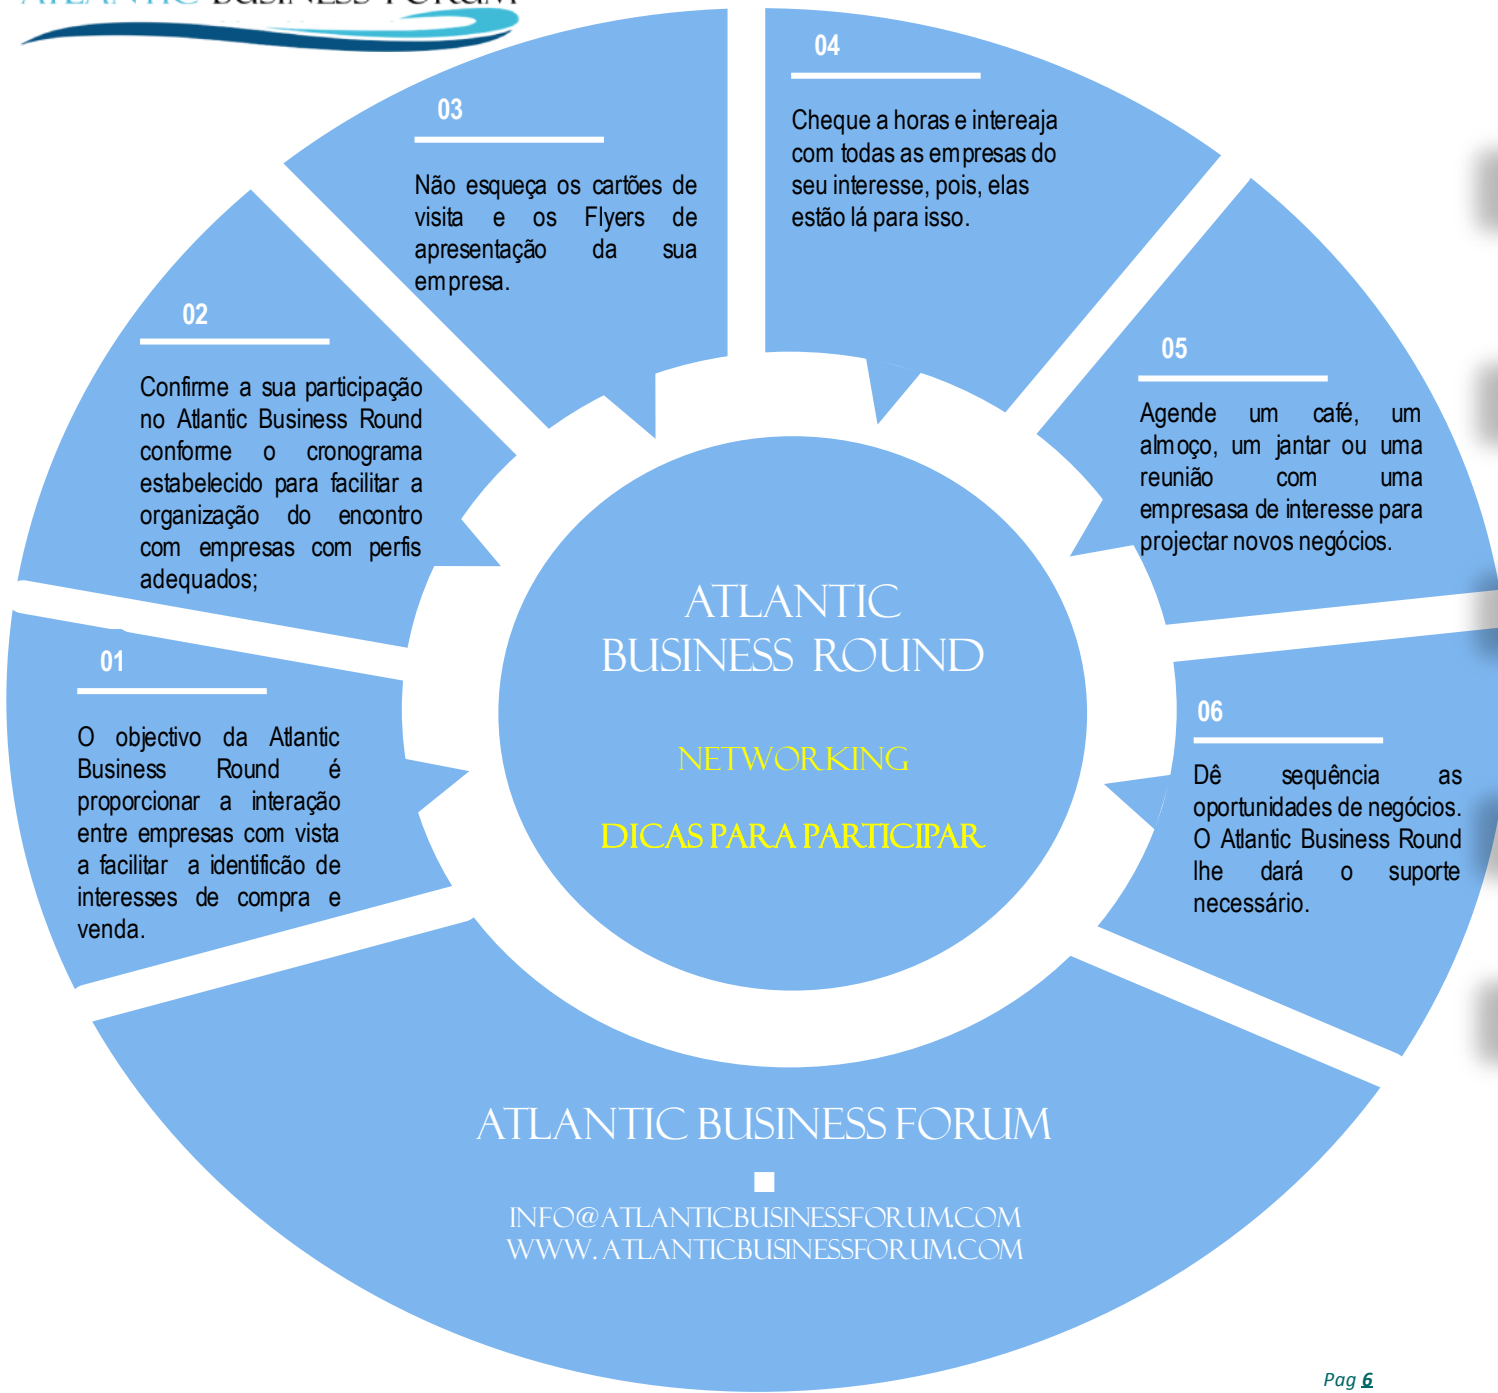 ATLANTIC BUSINESS FORUM
03
Não esqueça os cartões de
visita e os Flyers de
apresentação da sua
empresa.
04
Cheque a horas e intereaja
com todas as empresas do
seu interesse, pois, elas
estão lá para isso.
02
Confirme a sua participação
no Atlantic Business Round
conforme o cronograma
estabelecido para facilitar a
organização do encontro
com empresas com perfis
adequados;
05
Agende um café, um
almoço, um jantar ou uma
reunião com uma
empresasa de interesse para
projectar novos negócios.
01
O objectivo da Atlantic
Business Round é
proporcionar a interação
entre empresas com vista
a facilitar a identificão de
interesses de compra e
venda.
06
Dê sequência as
oportunidades de negócios.
O Atlantic Business Round
lhe dará o suporte
necessário.
ATLANTIC
BUSINESS ROUND
NETWORKING
DICAS PARA PARTICIPAR
ATLANTIC BUSINESS FORUM
INFO@ATLANTICBUSINESSFORUM.COM
WWW. ATLANTICBUSINESSFORUM.COM
Pag 6